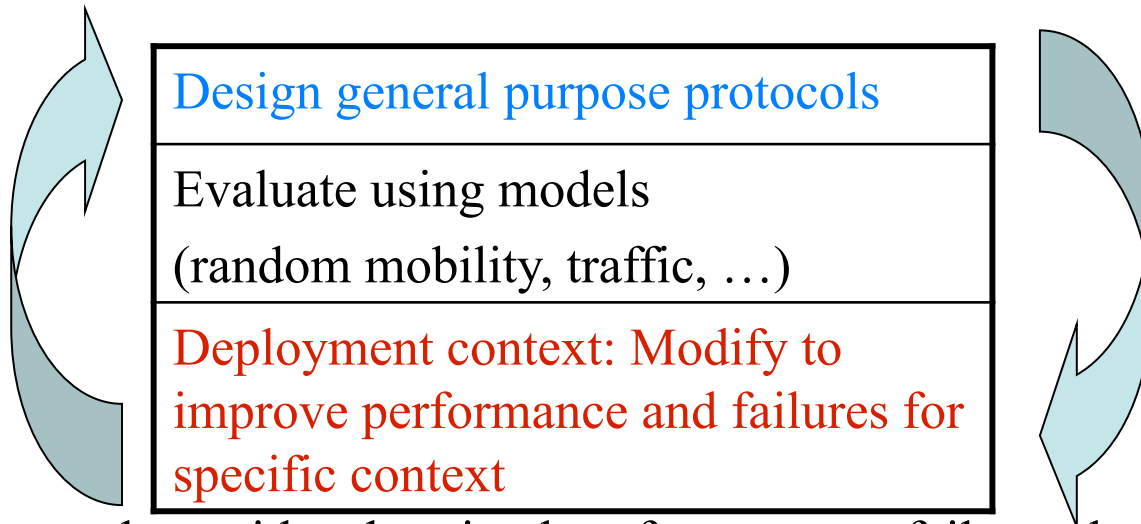 Design general purpose protocols
Evaluate using models
(random mobility, traffic, …)
Deployment context: Modify to
improve performance and failures for
specific context